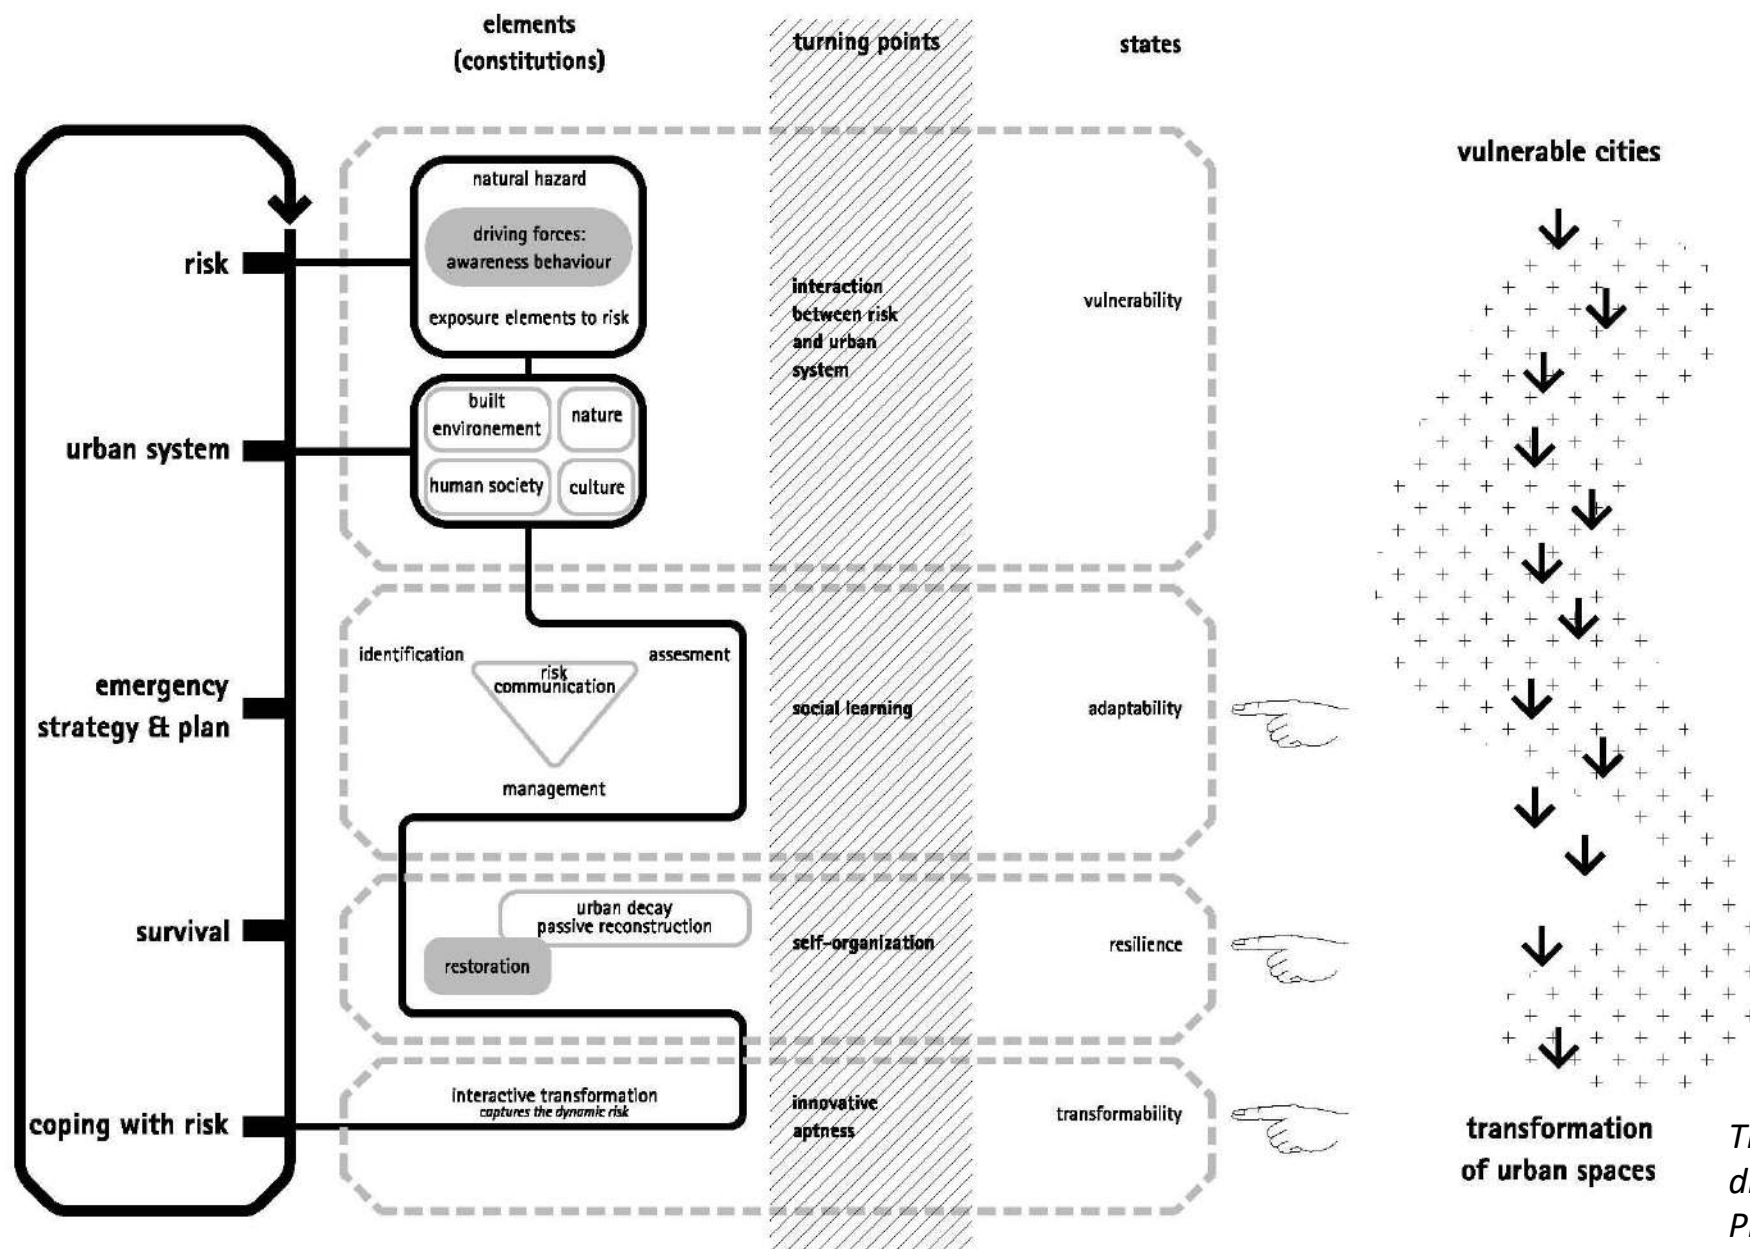 elements
(constitutions)
turning points
states
vulnerable cities
risk
natural hazard
driving forces:
awareness behaviour
exposure elements to risk
interaction
between risk
and urban
system
vulnerability
urban system
built
environement
nature
human society
culture
emergency
strategy & plan
identification
assesment
risk
communication
management
social learning
adaptability
survival
urban decay
passive reconstruction
restoration
self-organization
resilience
coping with risk
interactive transformation
captures the dynamic risk
innovative
aptness
transformability
transformation
of urban spaces